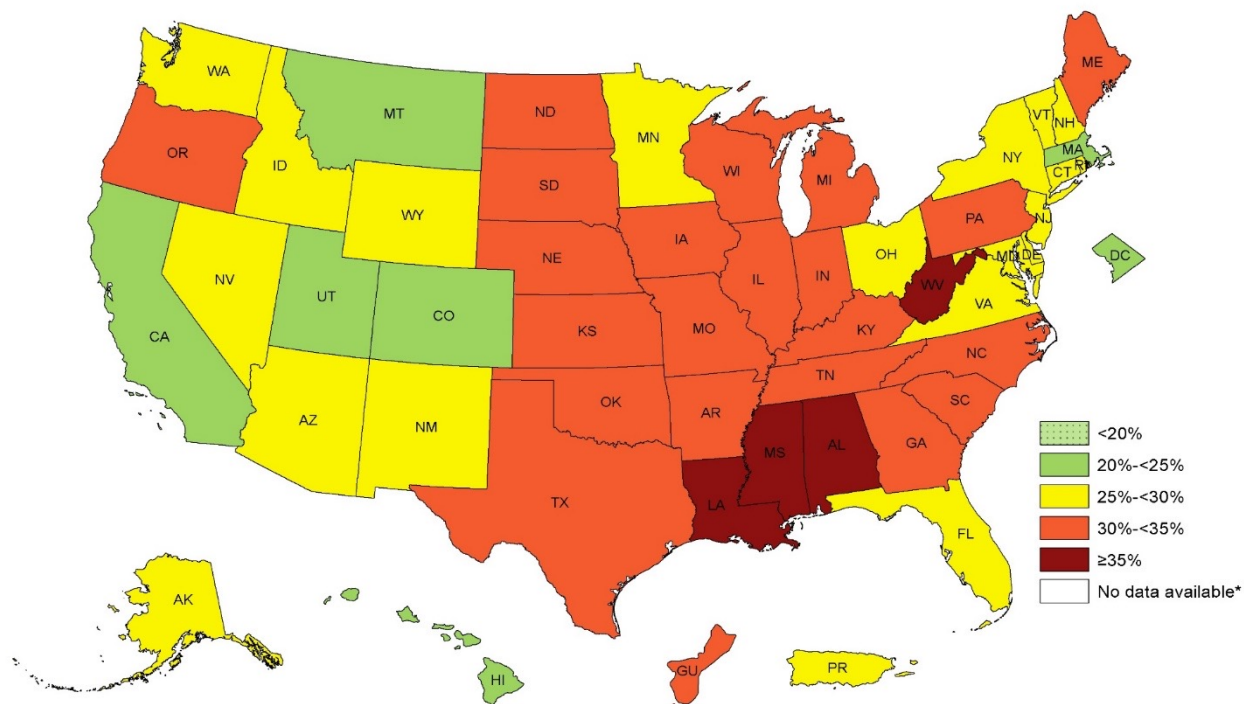 WA
MT
ND
MN
ME
VT
NH
OR
ID
SD
WI
MI
NY
MA
CT
WY
IA
PA
NJ
NE
OH
MD
DE
DC
NV
UT
CO
IL
IN
WV
VA
CA
KS
MO
KY
NC
TN
AZ
NM
OK
AR
SC
MS
AL
GA
TX
LA
FL
<20%
20%-<25%
25%-<30%
30%-<35%
≥35%
No data available*
AK
HI
GU
PR